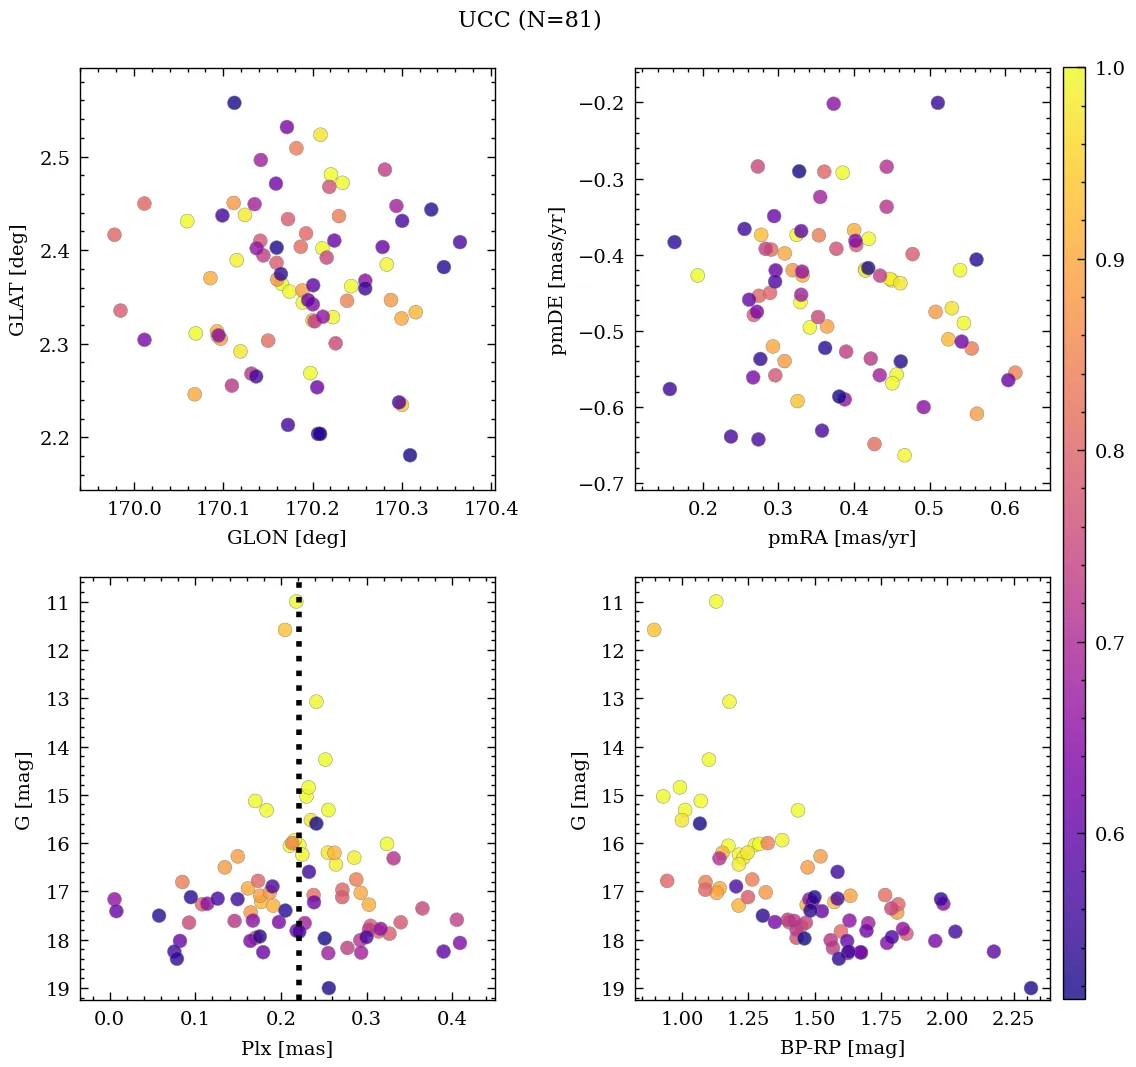 UCC (N=81)
2.5
2.4
2.3
2.2
GLAT [deg]
170.0 170.1 170.2 170.3 170.4
GLON [deg]
−0.2
−0.3
−0.4
−0.5
−0.6
−0.7
pmDE [mas/yr]
0.2 0.3 0.4 0.5 0.6
pmRA [mas/yr]
11
12
13
14
15
16
17
18
19
G [mag]
0.0 0.1 0.2 0.3 0.4
Plx [mas]
11
12
13
14
15
16
17
18
19
G [mag]
1.00 1.25 1.50 1.75 2.00 2.25
BP-RP [mag]
1.0
0.9
0.8
0.7
0.6